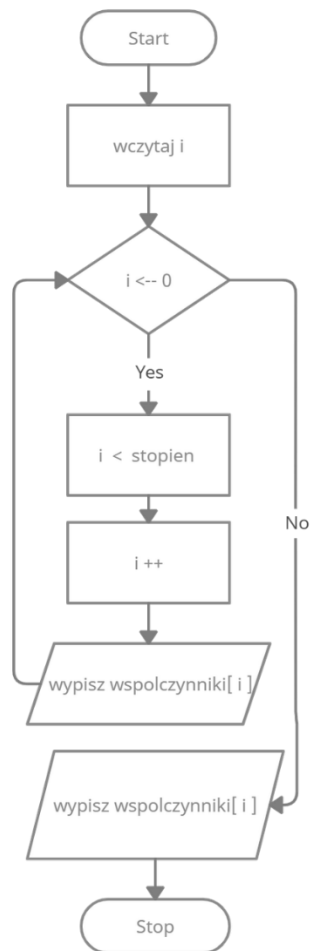 Start
wczytaj i
i <-- 0
Yes
i < stopien
No
i ++
wypisz wspolczynniki[ i ]
wypisz wspolczynniki[ i ]
Stop